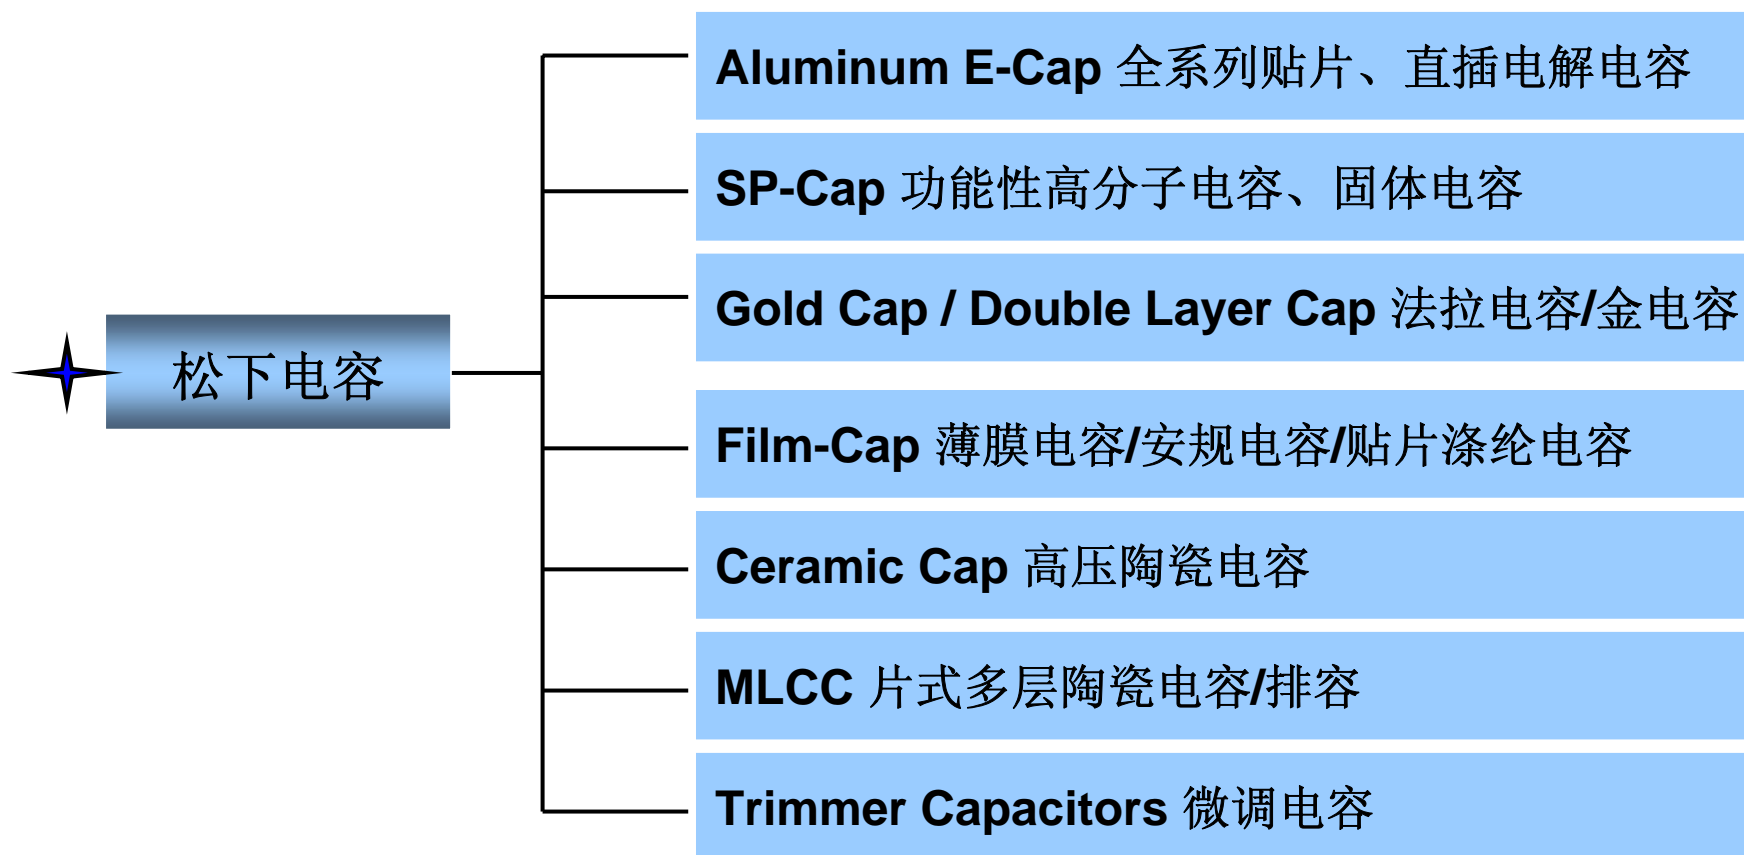 Aluminum E-Cap 全系列贴片、直插电解电容
SP-Cap 功能性高分子电容、固体电容
Gold Cap / Double Layer Cap 法拉电容/金电容
松下电容
Film-Cap 薄膜电容/安规电容/贴片涤纶电容
Ceramic Cap 高压陶瓷电容
MLCC 片式多层陶瓷电容/排容
Trimmer Capacitors 微调电容